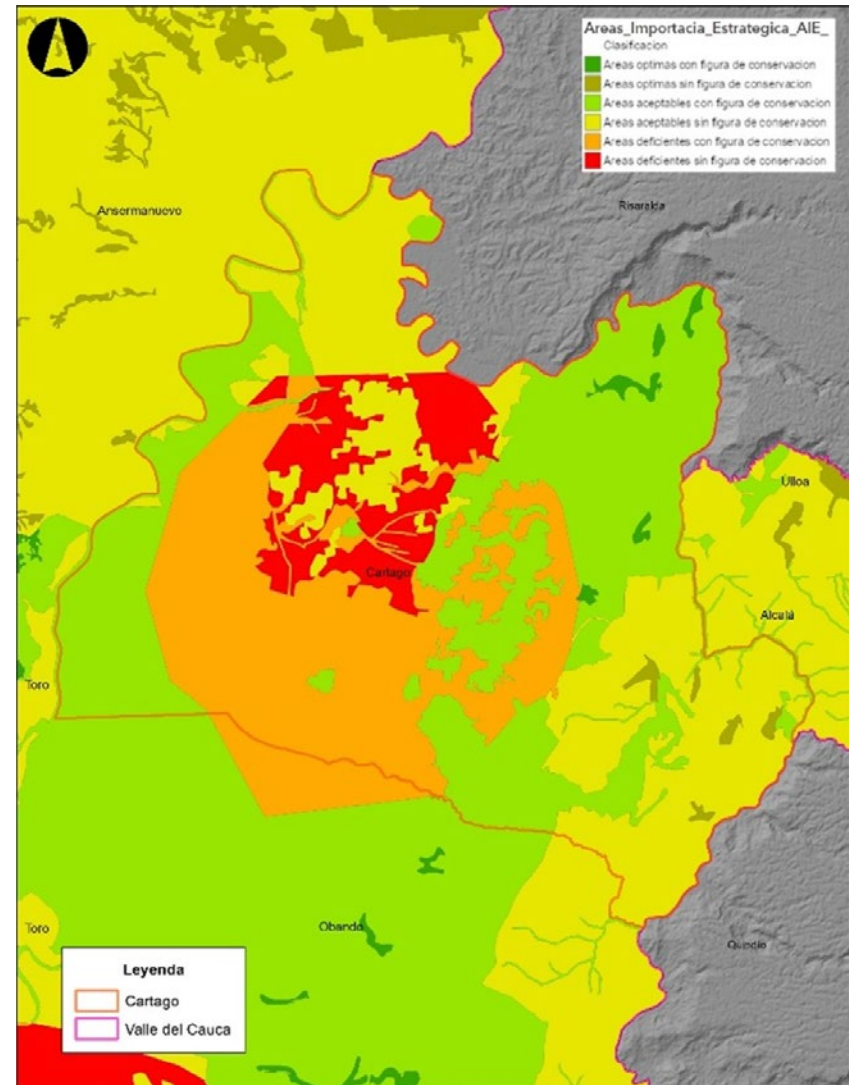 Areas_Importacia_Estrategica_AIE_
Clasificacion
Areas optimas con figura de conservacion
Areas optimas sin figura de conservacion
Areas aceptables con figura de conservacion
Areas aceptables sin figura de conservacion
Areas deficientes con figura de conservacion
Areas deficientes sin figura de conservacion
Ansermanuevo
Risaralda
Ulloa
Cartago
Alcalá
Toro
Toro
Obando
Quindio
Leyenda
Cartago
Valle del Cauca